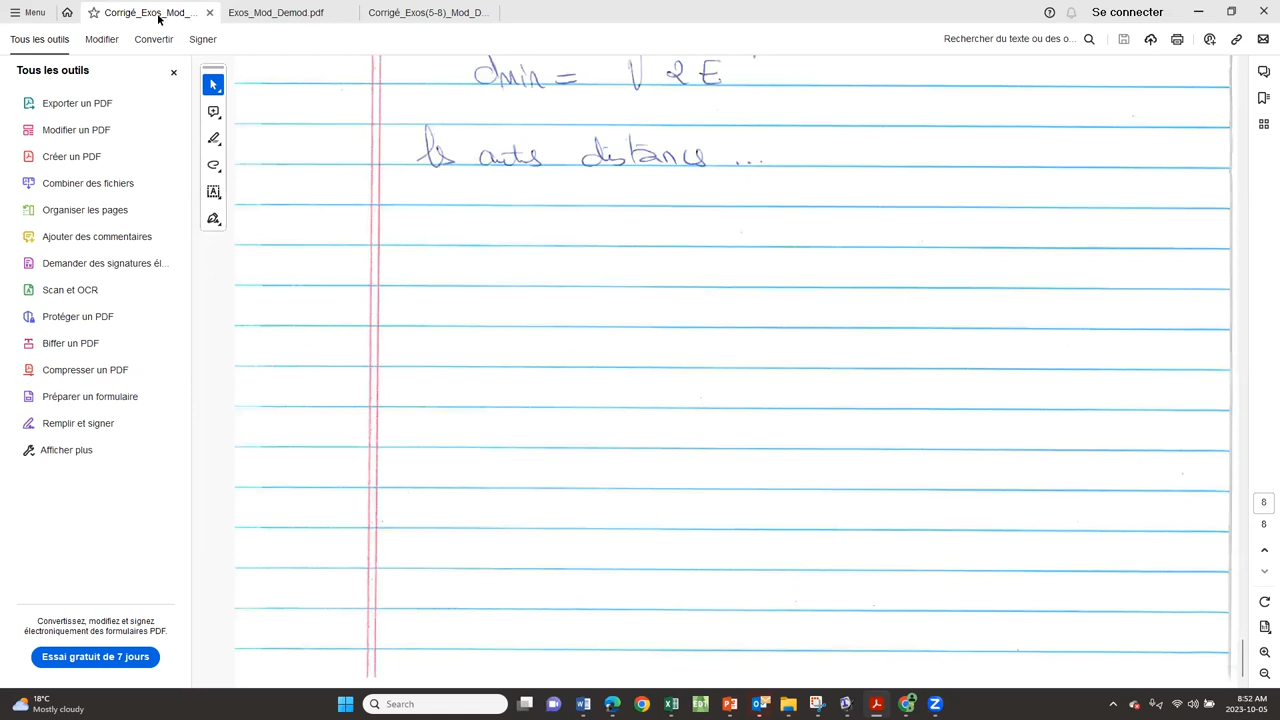 Menu
Corrigé_Exos_Mod_...
Exos_Mod_Demod.pdf
Corrigé_Exos(5-8)_Mod_D...
Se connecter
Tous les outils
Modifier
Convertir
Signer
Rechercher du texte ou des o...
Tous les outils
Exporter un PDF
Modifier un PDF
Créer un PDF
Combiner des fichiers
Organiser les pages
Ajouter des commentaires
Demander des signatures él...
Scan et OCR
Protéger un PDF
Biffer un PDF
Compresser un PDF
Préparer un formulaire
Remplir et signer
Afficher plus
Convertissez, modifiez et signez
électroniquement des formulaires PDF.
Essai gratuit de 7 jours
dmin = √2E
les autres distances ...
8
8
18°C
Mostly cloudy
Search
8:52 AM
2023-10-05